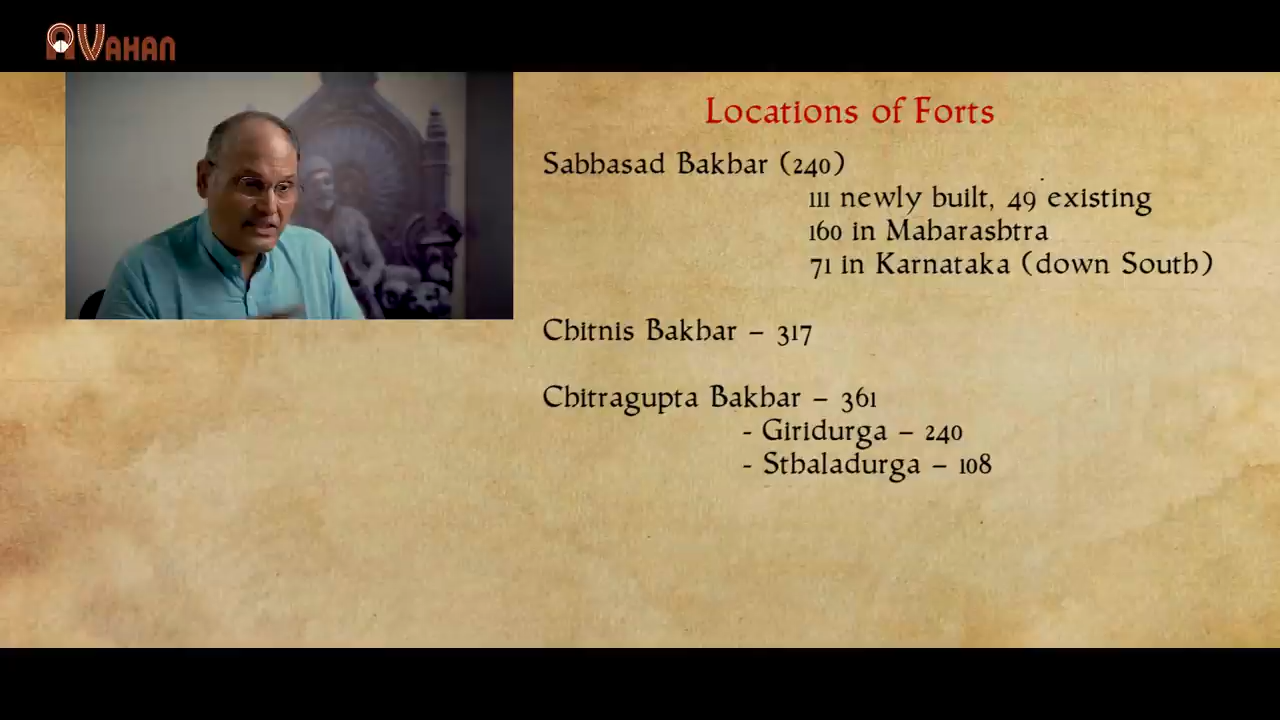 AVAHAN
Locations of Forts
Sabhasad Bakhar (240)
111 newly built, 49 existing
160 in Maharashtra
71 in Karnataka (down South)
Chitnis Bakhar – 317
Chitragupta Bakhar – 361
- Giridurga – 240
- Sthaladurga – 108